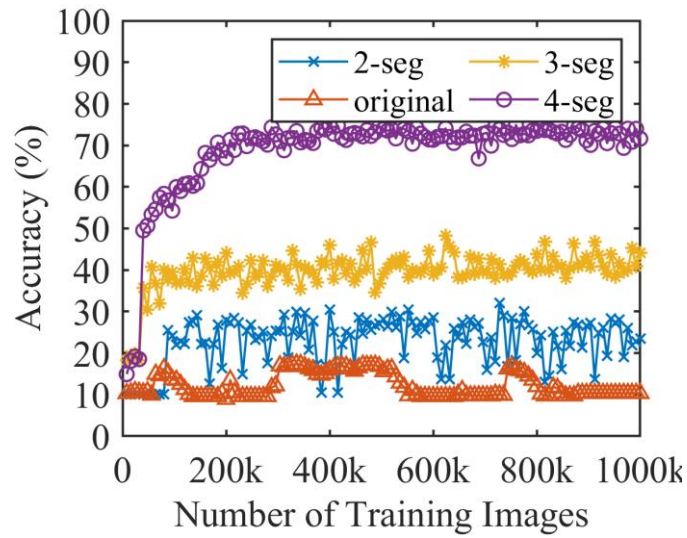 100
90
80
70
60
50
40
30
20
10
0
Accuracy (%)
2-seg 3-seg
original 4-seg
0 200k 400k 600k 800k 1000k
Number of Training Images